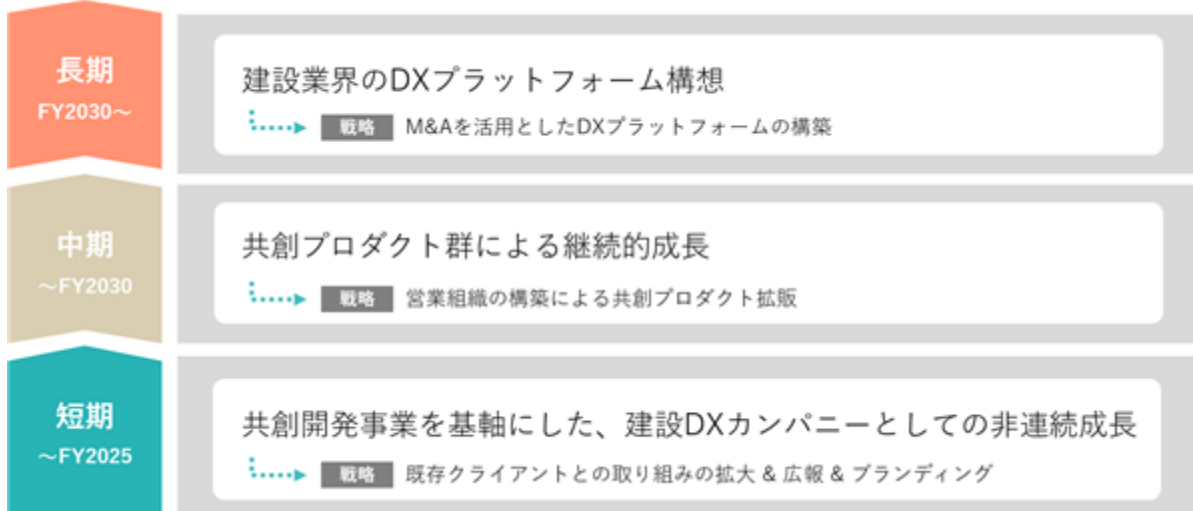 長期
FY2030～
建設業界のDXプラットフォーム構想
戦略 M&Aを活用としたDXプラットフォームの構築
中期
～FY2030
共創プロダクト群による継続的成長
戦略 営業組織の構築による共創プロダクト拡販
短期
～FY2025
共創開発事業を基軸にした、建設DXカンパニーとしての非連続成長
戦略 既存クライアントとの取り組みの拡大 & 広報 & ブランディング